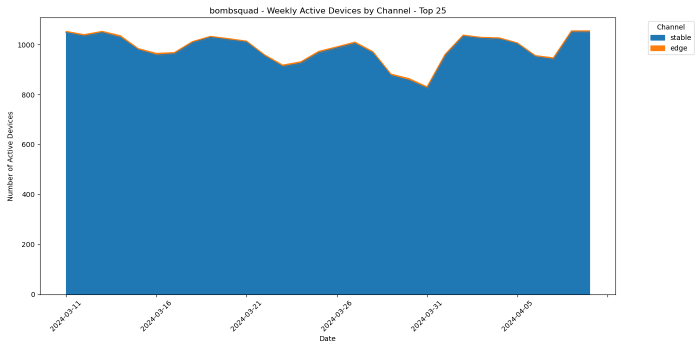 bombsquad - Weekly Active Devices by Channel - Top 25
Channel
stable
edge
Number of Active Devices
1000
800
600
400
200
0
2024-03-11
2024-03-16
2024-03-21
2024-03-26
2024-03-31
2024-04-05
Date